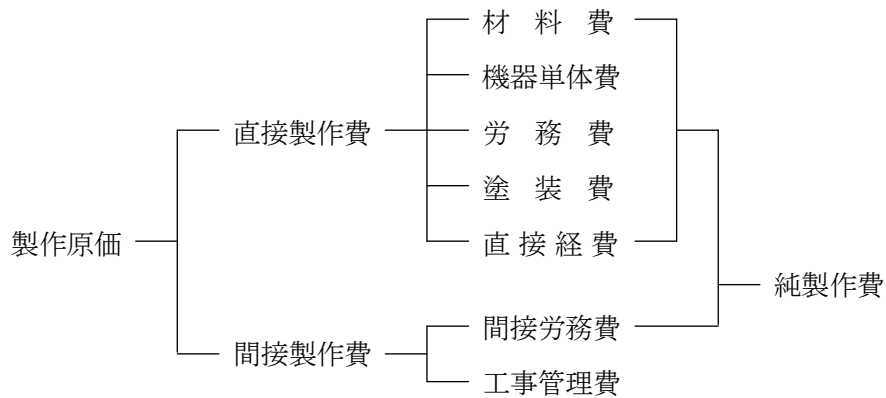 材料費
機器単体費
直接製作費
労務費
塗装費
製作原価
直接経費
純製作費
間接労務費
間接製作費
工事管理費